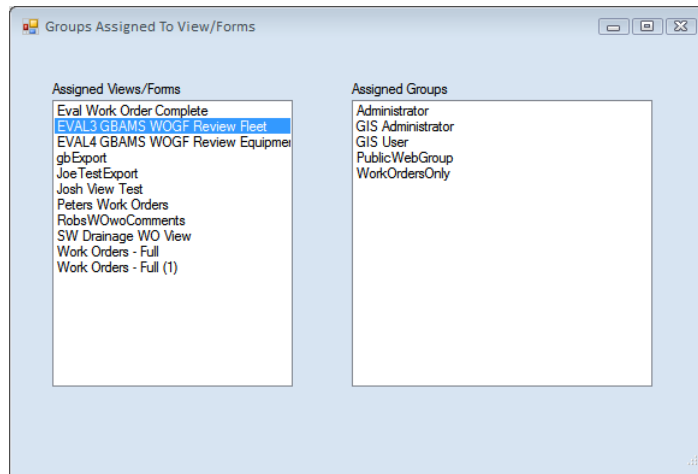 Groups Assigned To View/Forms
Assigned Views/Forms
Eval Work Order Complete
EVAL3 GBAMS WOGF Review Fleet
EVAL4 GBAMS WOGF Review Equipmer
gbExport
JoeTestExport
Josh View Test
Peters Work Orders
RobsWOwoComments
SW Drainage WO View
Work Orders - Full
Work Orders - Full (1)
Assigned Groups
Administrator
GIS Administrator
GIS User
PublicWebGroup
WorkOrdersOnly